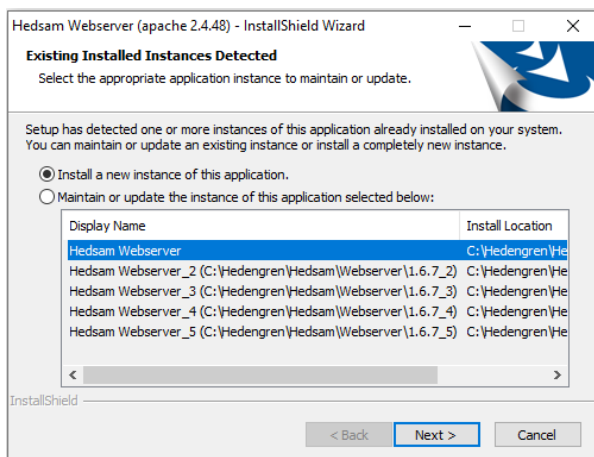 Hedsam Webserver (apache 2.4.48) - InstallShield Wizard
Existing Installed Instances Detected
Select the appropriate application instance to maintain or update.
Setup has detected one or more instances of this application already installed on your system.
You can maintain or update an existing instance or install a completely new instance.
Install a new instance of this application.
Maintain or update the instance of this application selected below:
Display Name Install Location
Hedsam Webserver C:\Hedengren\He
Hedsam Webserver_2 (C:\Hedengren\Hedsam\Webserver\1.6.7_2) C:\Hedengren\He
Hedsam Webserver_3 (C:\Hedengren\Hedsam\Webserver\1.6.7_3) C:\Hedengren\He
Hedsam Webserver_4 (C:\Hedengren\Hedsam\Webserver\1.6.7_4) C:\Hedengren\He
Hedsam Webserver_5 (C:\Hedengren\Hedsam\Webserver\1.6.7_5) C:\Hedengren\He
InstallShield
< Back Next > Cancel